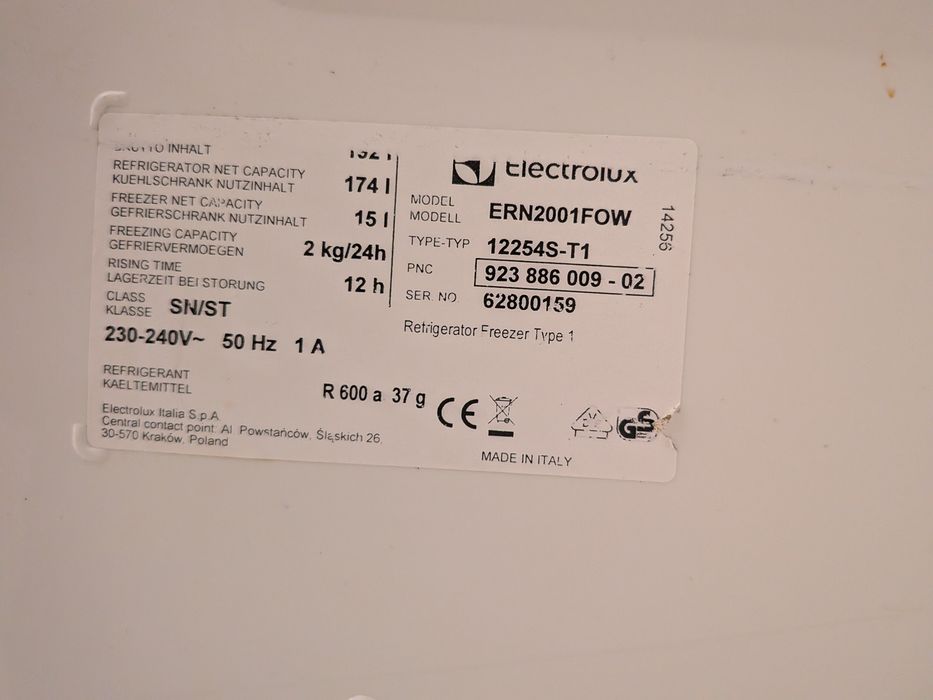 INHALT
REFRIGERATOR NET CAPACITY
KUEHLSCHRANK NUTZINHALT 174 l
FREEZER NET CAPACITY
GEFRIERSCHRANK NUTZINHALT 15 l
FREEZING CAPACITY
GEFRIERVERMOEGEN 2 kg/24h
RISING TIME
LAGERZEIT BEI STORUNG 12 h
CLASS
KLASSE SN/ST
230-240V~ 50 Hz 1 A
REFRIGERANT
KAELTEMITTEL R 600 a 37 g
Electrolux Italia S.p.A.
Central contact point: Al. Powstańców, Śląskich 26,
30-570 Kraków, Poland
Electrolux
MODEL
MODELL ERN2001FOW
TYPE-TYP 12254S-T1
PNC 923 886 009 - 02
SER. NO. 62800159
Refrigerator Freezer Type 1
14256
CE
GS
MADE IN ITALY